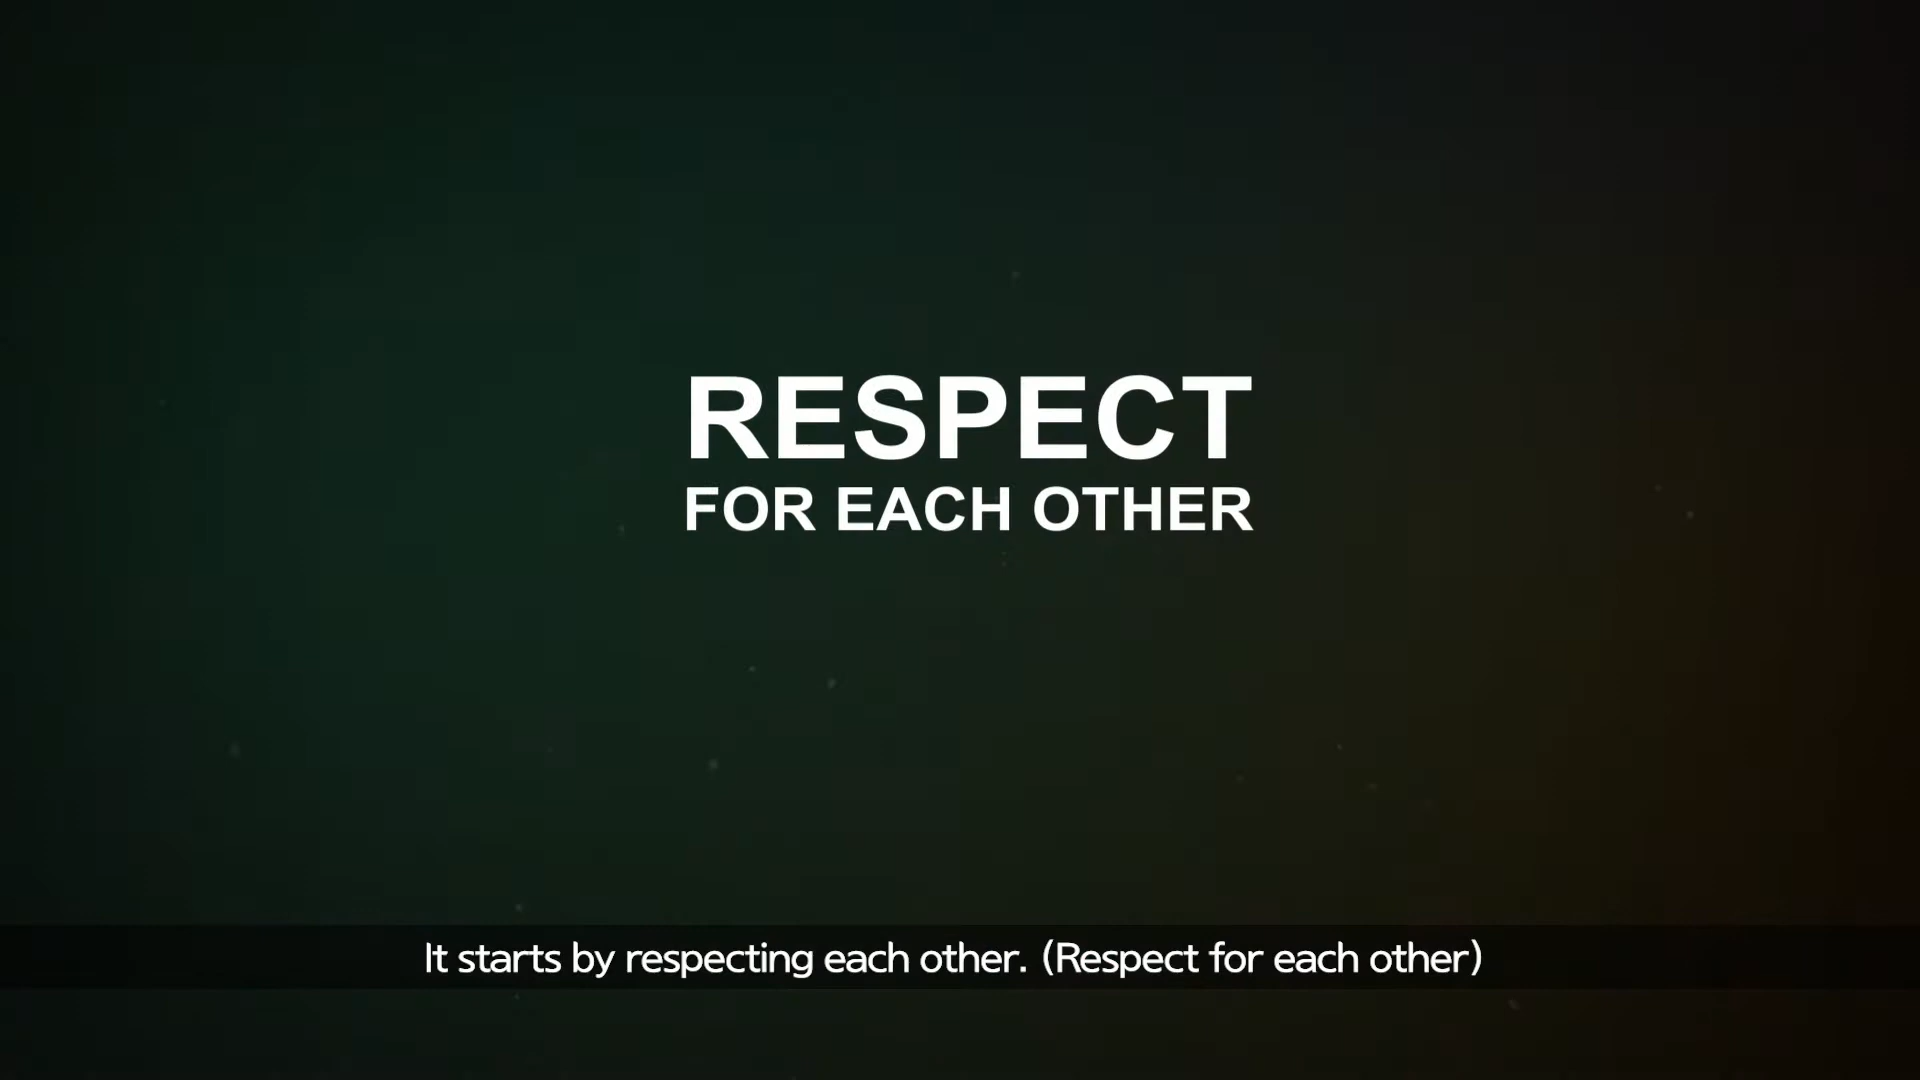 RESPECT
FOR EACH OTHER
It starts by respecting each other. (Respect for each other)